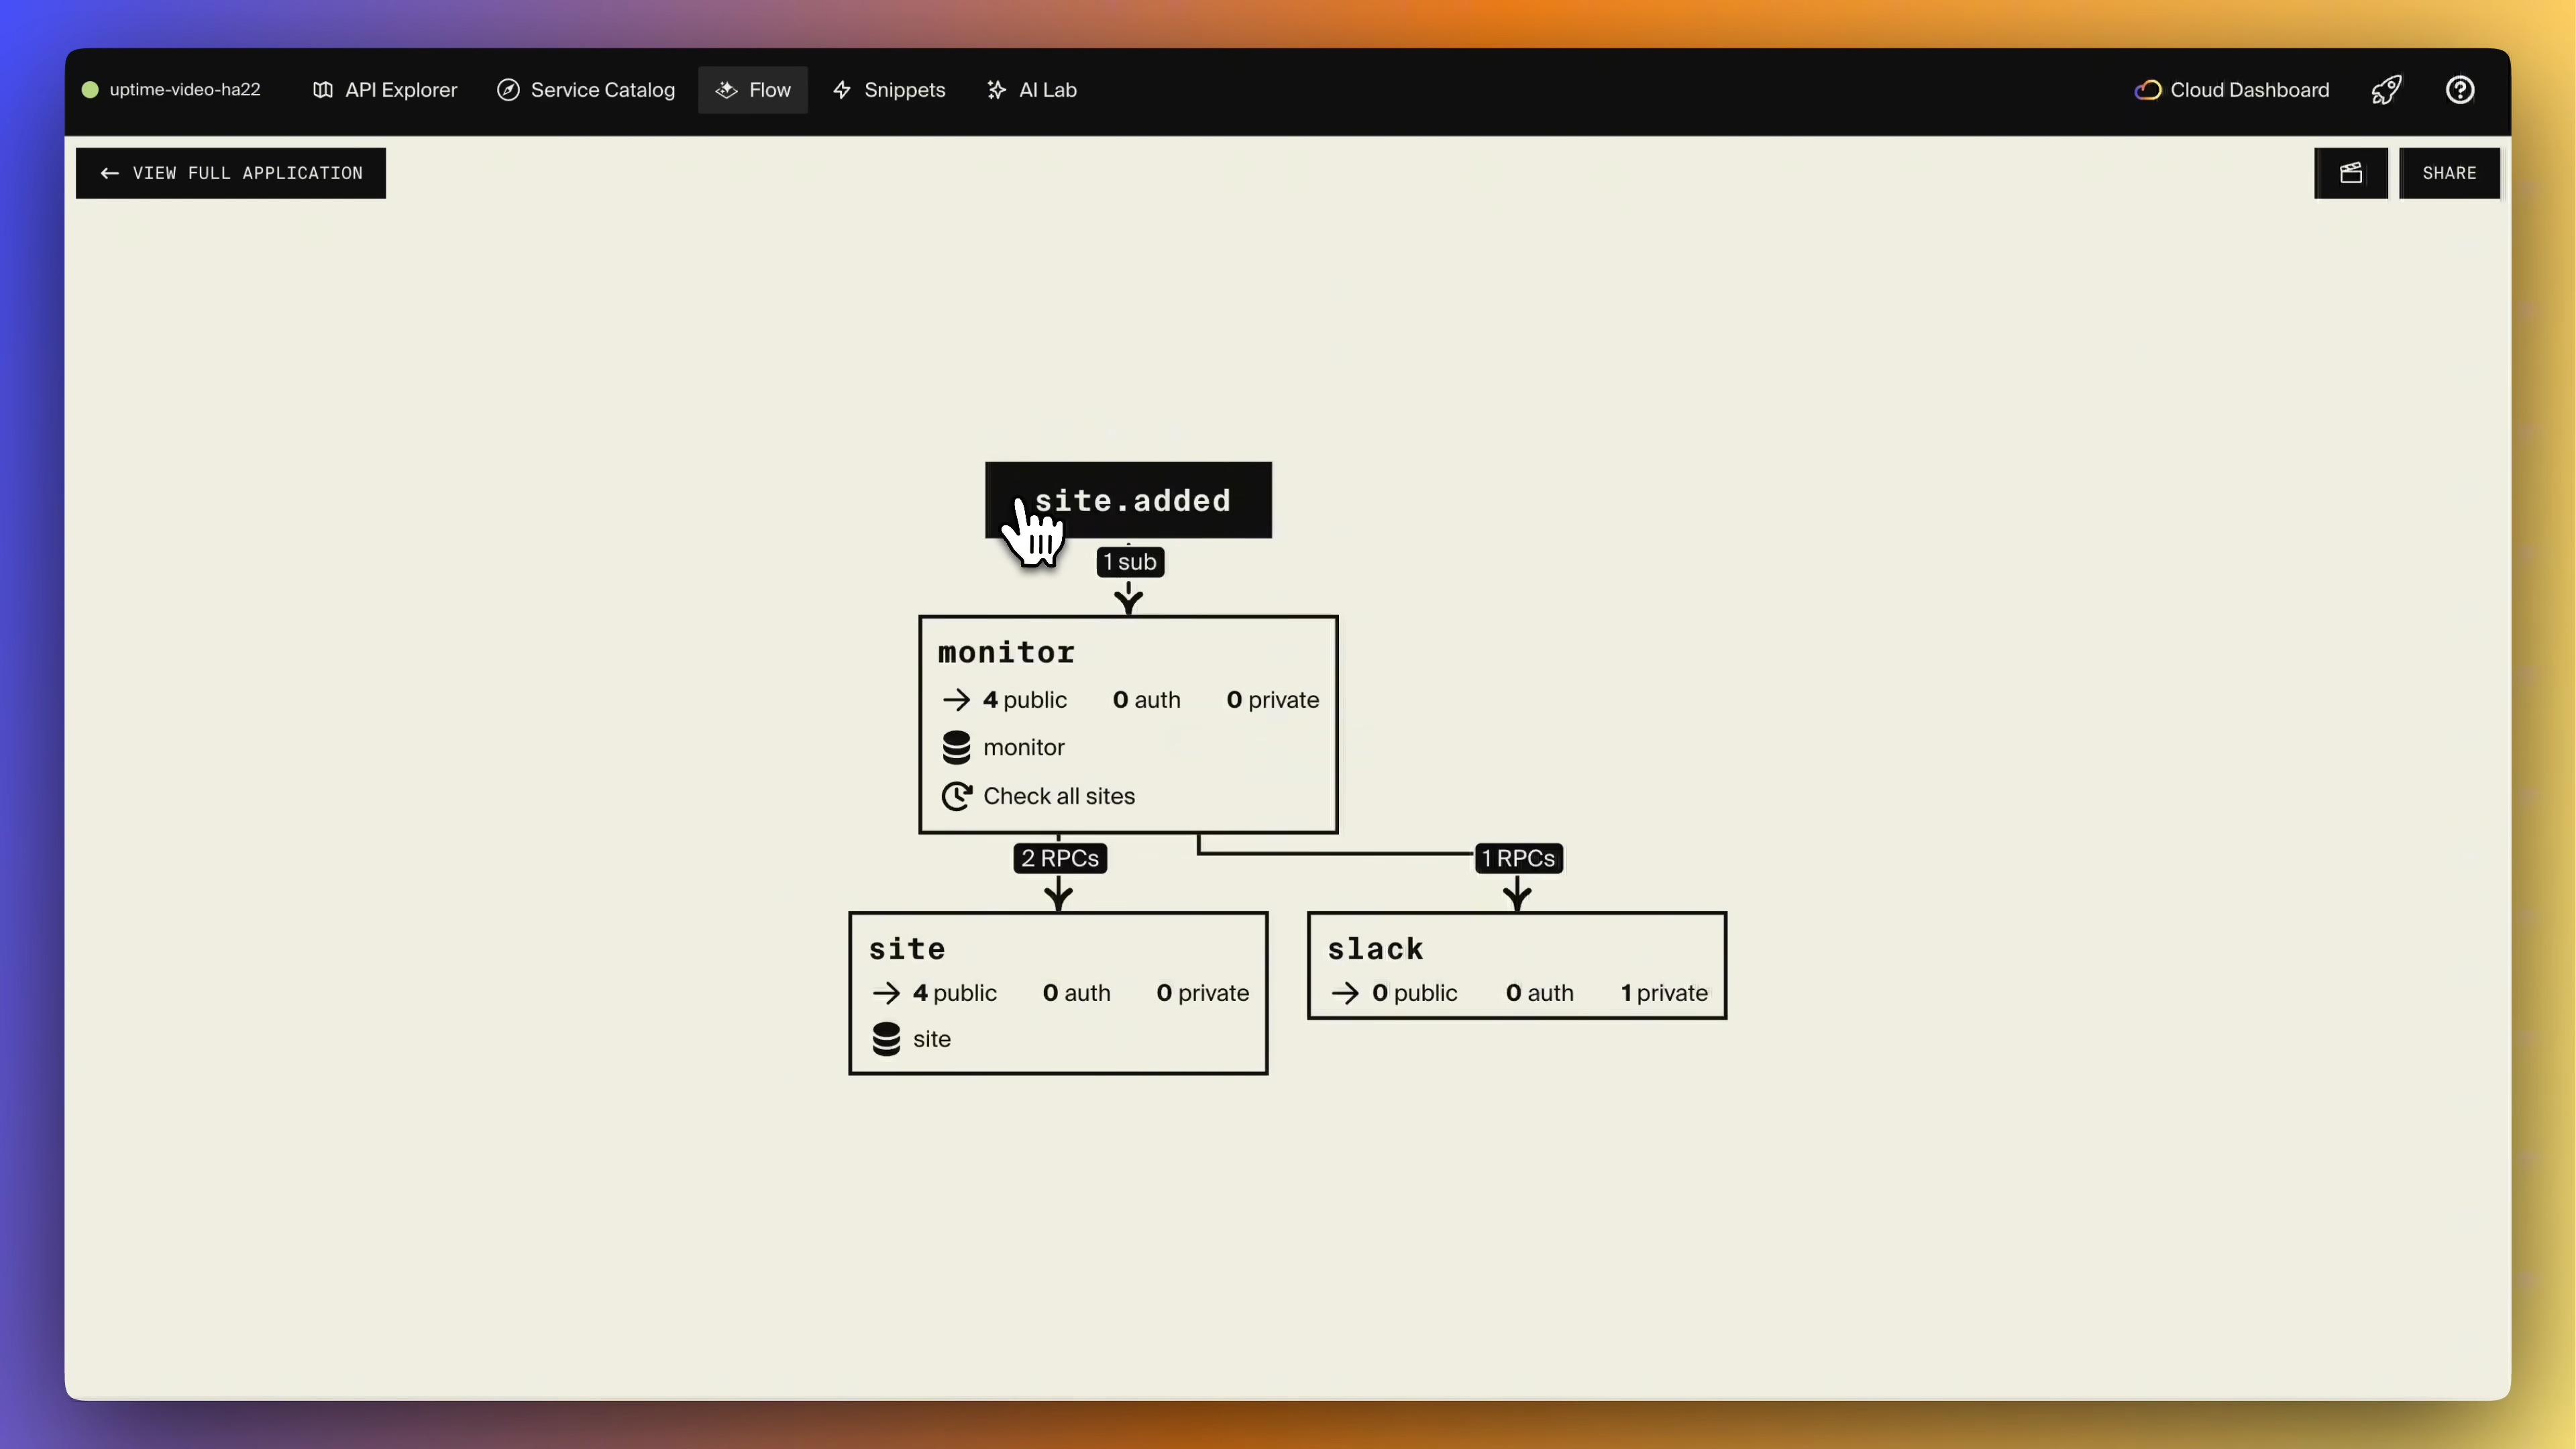 uptime-video-ha22 API Explorer Service Catalog Flow Snippets AI Lab Cloud Dashboard
VIEW FULL APPLICATION SHARE
site.added
1 sub
monitor
4 public 0 auth 0 private
monitor
Check all sites
2 RPCs 1 RPCs
site
4 public 0 auth 0 private
site
slack
0 public 0 auth 1 private